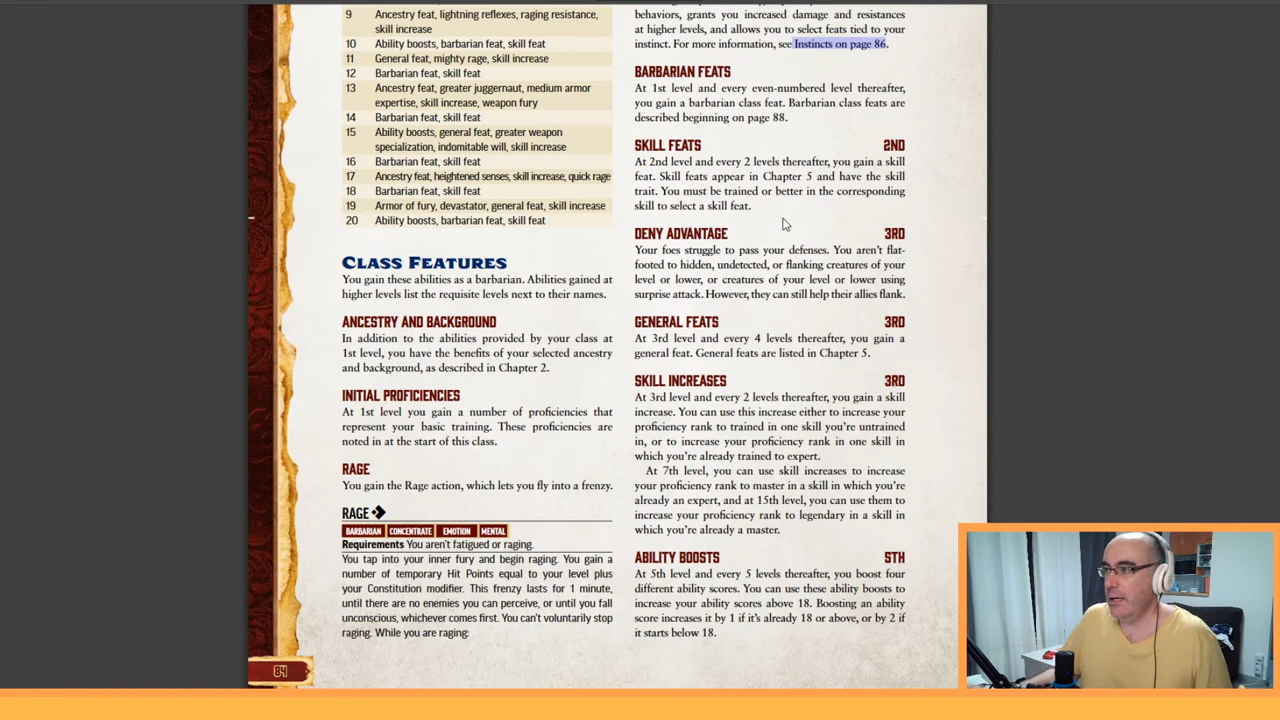 9 Ancestry feat, lightning reflexes, raging resistance,
skill increase
10 Ability boosts, barbarian feat, skill feat
11 General feat, mighty rage, skill increase
12 Barbarian feat, skill feat
13 Ancestry feat, greater juggernaut, medium armor
expertise, skill increase, weapon fury
14 Barbarian feat, skill feat
15 Ability boosts, general feat, greater weapon
specialization, indomitable will, skill increase
16 Barbarian feat, skill feat
17 Ancestry feat, heightened senses, skill increase, quick rage
18 Barbarian feat, skill feat
19 Armor of fury, devastator, general feat, skill increase
20 Ability boosts, barbarian feat, skill feat
CLASS FEATURES
You gain these abilities as a barbarian. Abilities gained at
higher levels list the requisite levels next to their names.
ANCESTRY AND BACKGROUND
In addition to the abilities provided by your class at
1st level, you have the benefits of your selected ancestry
and background, as described in Chapter 2.
INITIAL PROFICIENCIES
At 1st level you gain a number of proficiencies that
represent your basic training. These proficiencies are
noted in at the start of this class.
RAGE
You gain the Rage action, which lets you fly into a frenzy.
RAGE
BARBARIAN CONCENTRATE EMOTION MENTAL
Requirements You aren't fatigued or raging.
You tap into your inner fury and begin raging. You gain a
number of temporary Hit Points equal to your level plus
your Constitution modifier. This frenzy lasts for 1 minute,
until there are no enemies you can perceive, or until you fall
unconscious, whichever comes first. You can't voluntarily stop
raging. While you are raging:
84
behaviors, grants you increased damage and resistances
at higher levels, and allows you to select feats tied to your
instinct. For more information, see Instincts on page 86.
BARBARIAN FEATS
At 1st level and every even-numbered level thereafter,
you gain a barbarian class feat. Barbarian class feats are
described beginning on page 88.
SKILL FEATS 2ND
At 2nd level and every 2 levels thereafter, you gain a skill
feat. Skill feats appear in Chapter 5 and have the skill
trait. You must be trained or better in the corresponding
skill to select a skill feat.
DENY ADVANTAGE 3RD
Your foes struggle to pass your defenses. You aren't flat-
footed to hidden, undetected, or flanking creatures of your
level or lower, or creatures of your level or lower using
surprise attack. However, they can still help their allies flank.
GENERAL FEATS 3RD
At 3rd level and every 4 levels thereafter, you gain a
general feat. General feats are listed in Chapter 5.
SKILL INCREASES 3RD
At 3rd level and every 2 levels thereafter, you gain a skill
increase. You can use this increase either to increase your
proficiency rank to trained in one skill you're untrained
in, or to increase your proficiency rank in one skill in
which you're already trained to expert.
At 7th level, you can use skill increases to increase
your proficiency rank to master in a skill in which you're
already an expert, and at 15th level, you can use them to
increase your proficiency rank to legendary in a skill in
which you're already a master.
ABILITY BOOSTS 5TH
At 5th level and every 5 levels thereafter, you boost four
different ability scores. You can use these ability boosts to
increase your ability scores above 18. Boosting an ability
score increases it by 1 if it's already 18 or above, or by 2 if
it starts below 18.